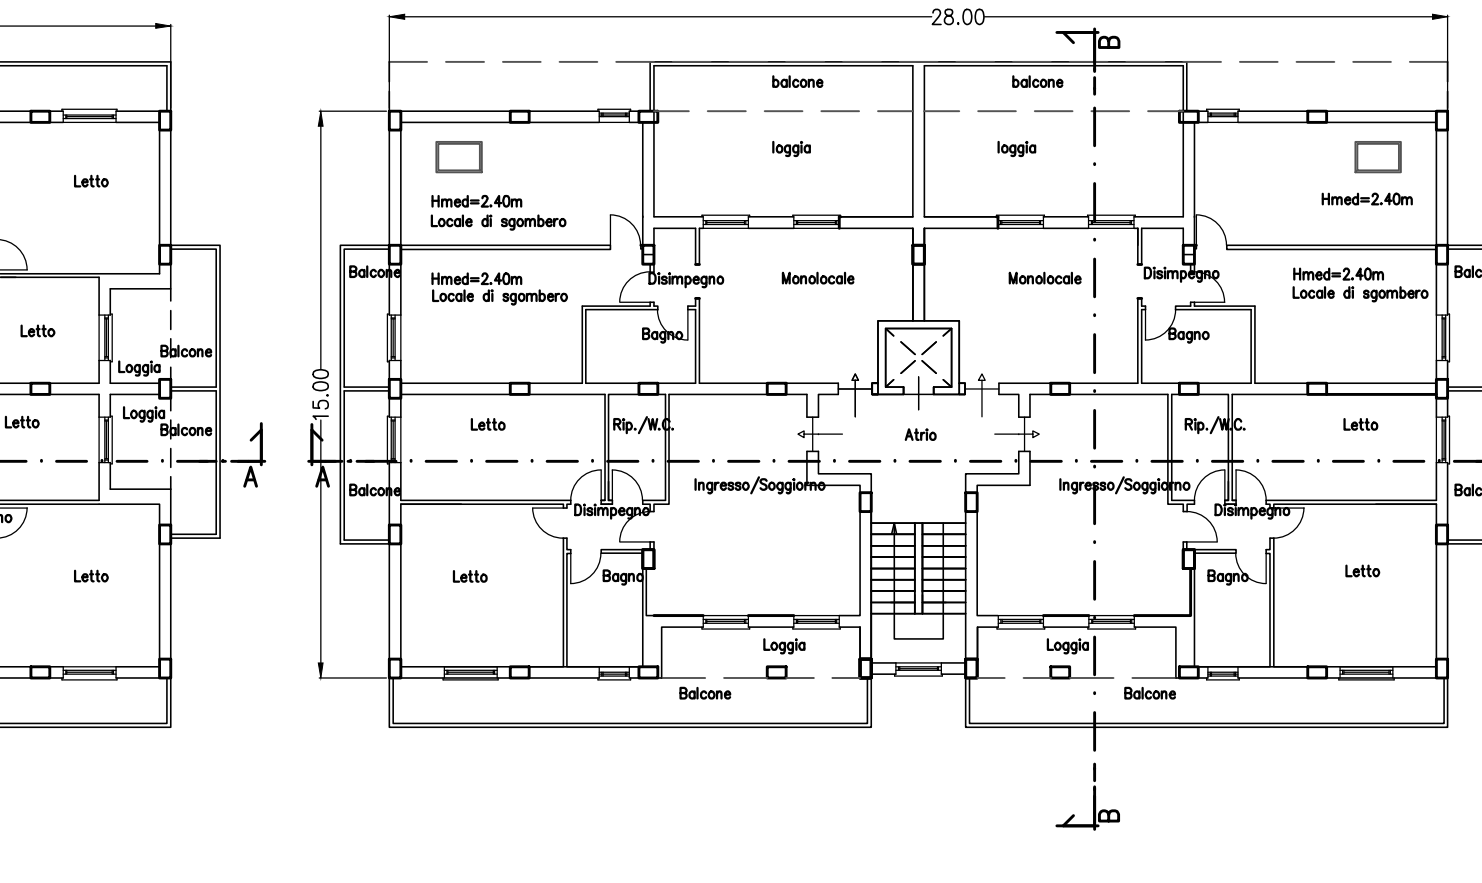 28.00
B
balcone
balcone
loggia
loggia
Letto
Hmed=2.40m
Locale di sgombero
Hmed=2.40m
Balcone
Hmed=2.40m
Locale di sgombero
Disimpegno
Monolocale
Monolocale
Disimpegno
Hmed=2.40m
Locale di sgombero
Balc
Letto
Balcone
Loggia
Bagno
Bagno
15.00
Letto
Loggia
Balcone
Letto
Rip./W.C.
Atrio
Rip./W.C.
Letto
A
A
Balcone
Ingresso/Soggiorno
Ingresso/Soggiorno
Balc
no
Disimpegno
Disimpegno
Letto
Letto
Bagno
Bagno
Letto
Loggia
Loggia
Balcone
Balcone
B